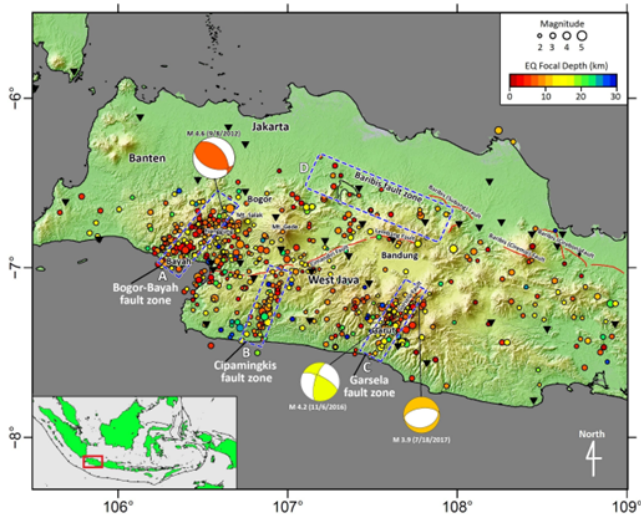 Magnitude
2 3 4 5
EQ Focal Depth (km)
0 10 20 30
6°
7°
8°
106° 107° 108° 109°
M 4.6 (9/8/2012)
Jakarta
Banten
D
Baribis fault zone
Bogor
Bayah
Bandung
West Java
A
Bogor-Bayah
fault zone
B
Cipamingkis
fault zone
Garut
C
Garsela
fault zone
M 4.2 (11/6/2016)
M 3.9 (7/18/2017)
North